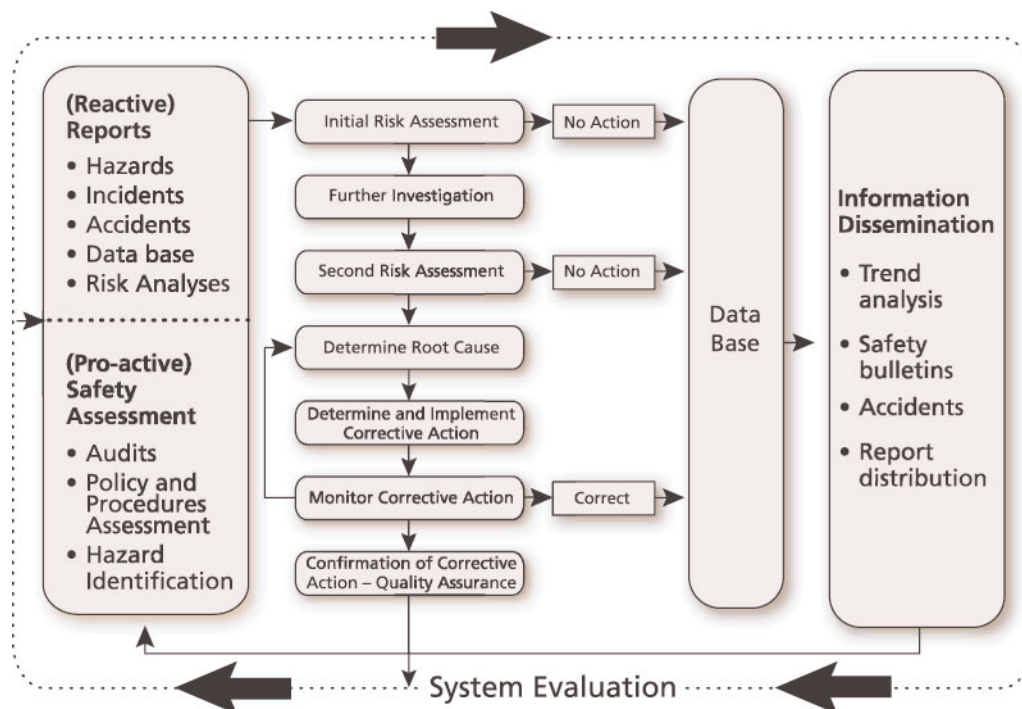 (Reactive)
Reports
• Hazards
• Incidents
• Accidents
• Data base
• Risk Analyses
(Pro-active)
Safety
Assessment
• Audits
• Policy and
Procedures
Assessment
• Hazard
Identification
Initial Risk Assessment
No Action
Further Investigation
Second Risk Assessment
No Action
Determine Root Cause
Determine and Implement
Corrective Action
Monitor Corrective Action
Correct
Confirmation of Corrective
Action – Quality Assurance
Data
Base
Information
Dissemination
• Trend
analysis
• Safety
bulletins
• Accidents
• Report
distribution
System Evaluation